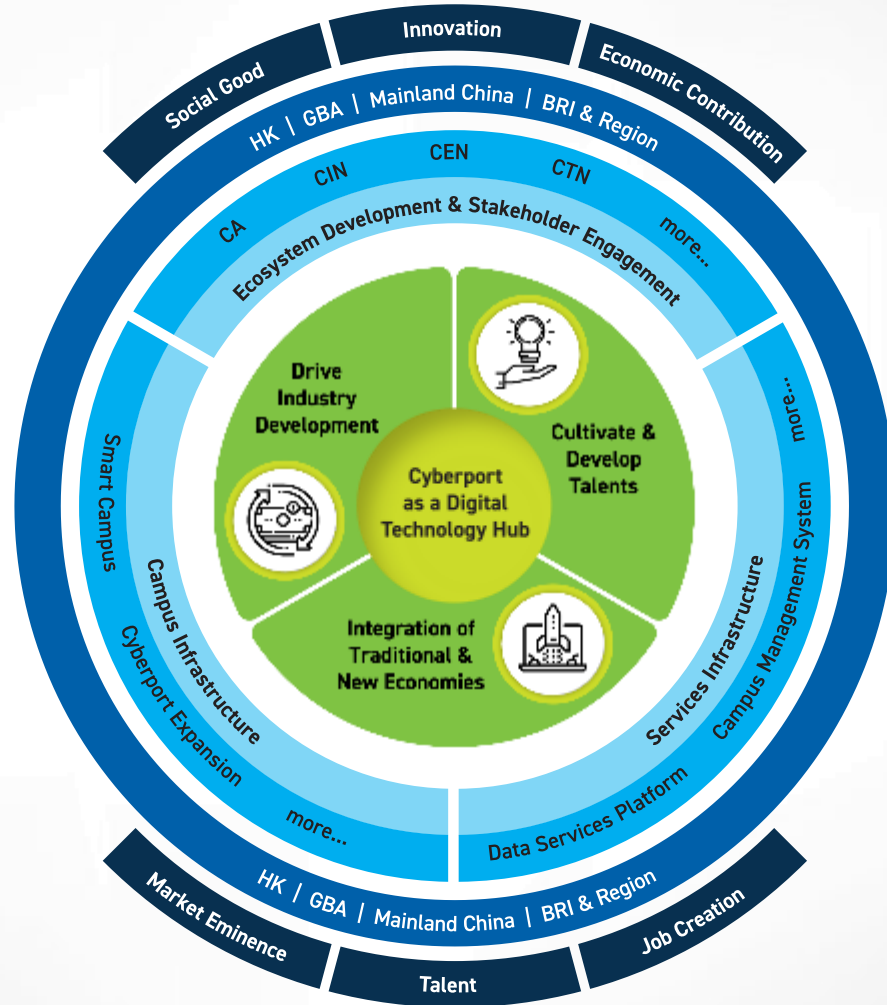 Innovation
Social Good
Economic Contribution
HK | GBA | Mainland China | BRI & Region
CA
CIN
CEN
CTN
more...
Ecosystem Development & Stakeholder Engagement
Drive
Industry
Development
Cultivate &
Develop
Talents
Cyberport
as a Digital
Technology Hub
Integration of
Traditional &
New Economies
Smart Campus
Cyberport Expansion
more...
Campus Infrastructure
Services Infrastructure
Data Services Platform
Campus Management System
more...
HK | GBA | Mainland China | BRI & Region
Market Eminence
Talent
Job Creation